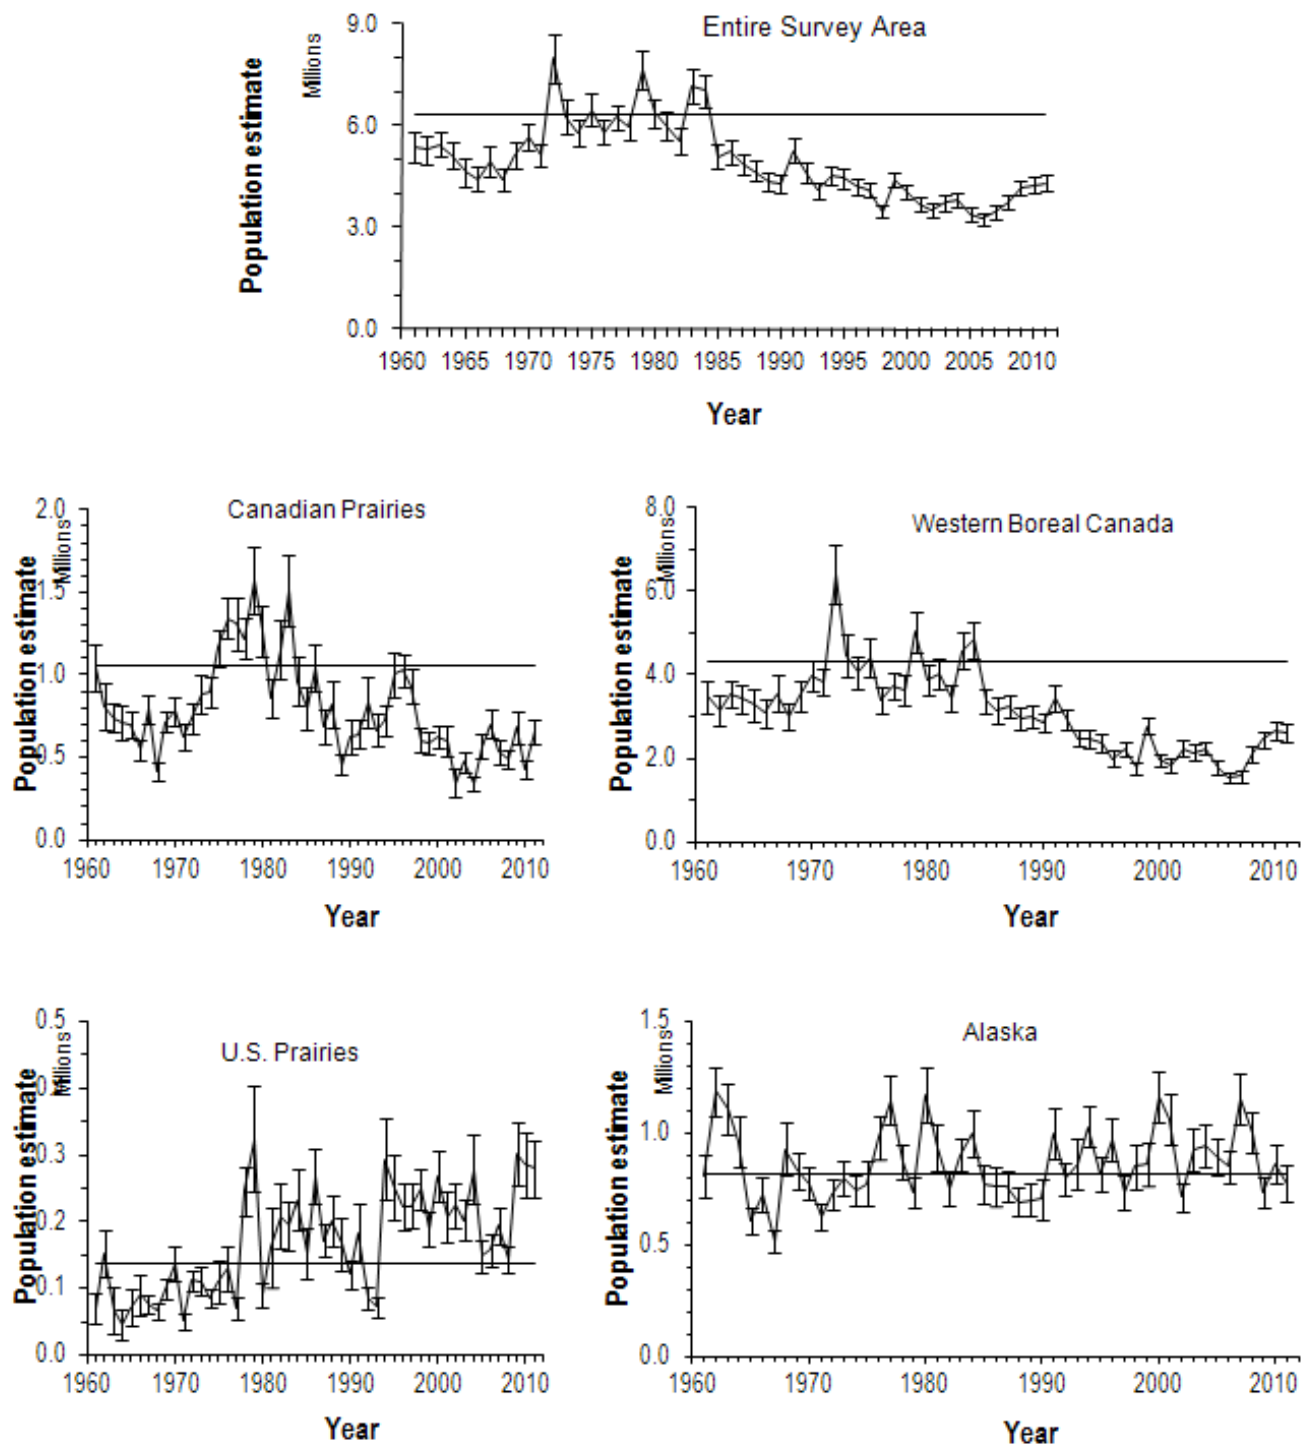 Entire Survey Area
Population estimate
Millions
9.0
6.0
3.0
0.0
1960 1965 1970 1975 1980 1985 1990 1995 2000 2005 2010
Year
Canadian Prairies
Population estimate
Millions
2.0
1.5
1.0
0.5
0.0
1960 1970 1980 1990 2000 2010
Year
Western Boreal Canada
Population estimate
Millions
8.0
6.0
4.0
2.0
0.0
1960 1970 1980 1990 2000 2010
Year
U.S. Prairies
Population estimate
Millions
0.5
0.3
0.2
0.1
0.0
1960 1970 1980 1990 2000 2010
Year
Alaska
Population estimate
Millions
1.5
1.0
0.5
0.0
1960 1970 1980 1990 2000 2010
Year